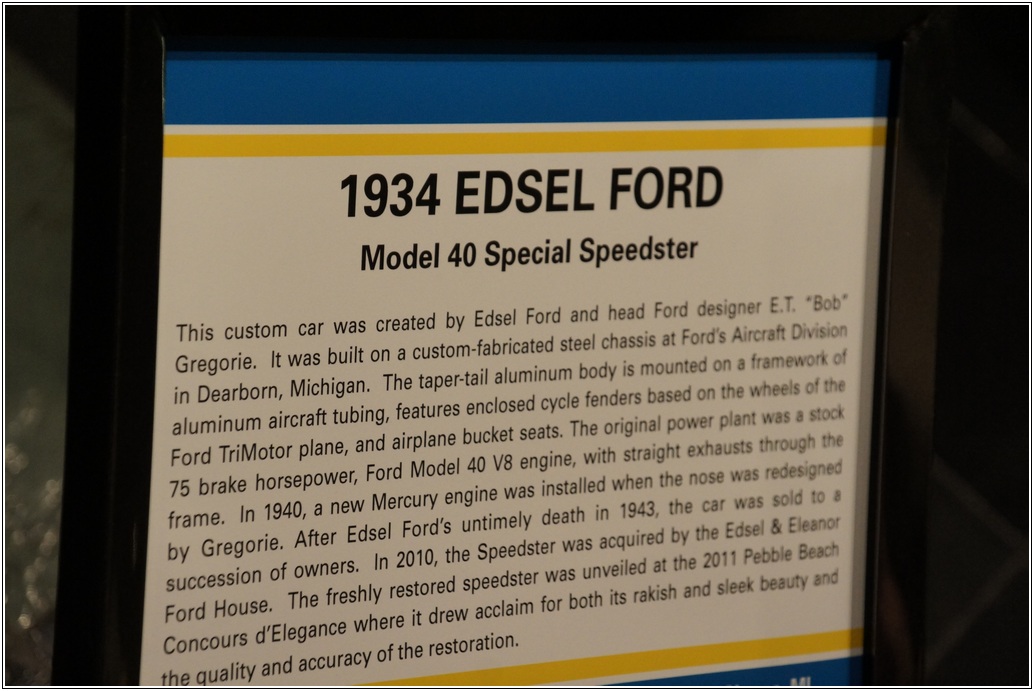 1934 EDSEL FORD
Model 40 Special Speedster
This custom car was created by Edsel Ford and head Ford designer E.T. "Bob"
Gregorie. It was built on a custom-fabricated steel chassis at Ford's Aircraft Division
in Dearborn, Michigan. The taper-tail aluminum body is mounted on a framework of
aluminum aircraft tubing, features enclosed cycle fenders based on the wheels of the
Ford TriMotor plane, and airplane bucket seats. The original power plant was a stock
75 brake horsepower, Ford Model 40 V8 engine, with straight exhausts through the
frame. In 1940, a new Mercury engine was installed when the nose was redesigned
by Gregorie. After Edsel Ford's untimely death in 1943, the car was sold to a
succession of owners. In 2010, the Speedster was acquired by the Edsel & Eleanor
Ford House. The freshly restored speedster was unveiled at the 2011 Pebble Beach
Concours d'Elegance where it drew acclaim for both its rakish and sleek beauty and
the quality and accuracy of the restoration.
MI